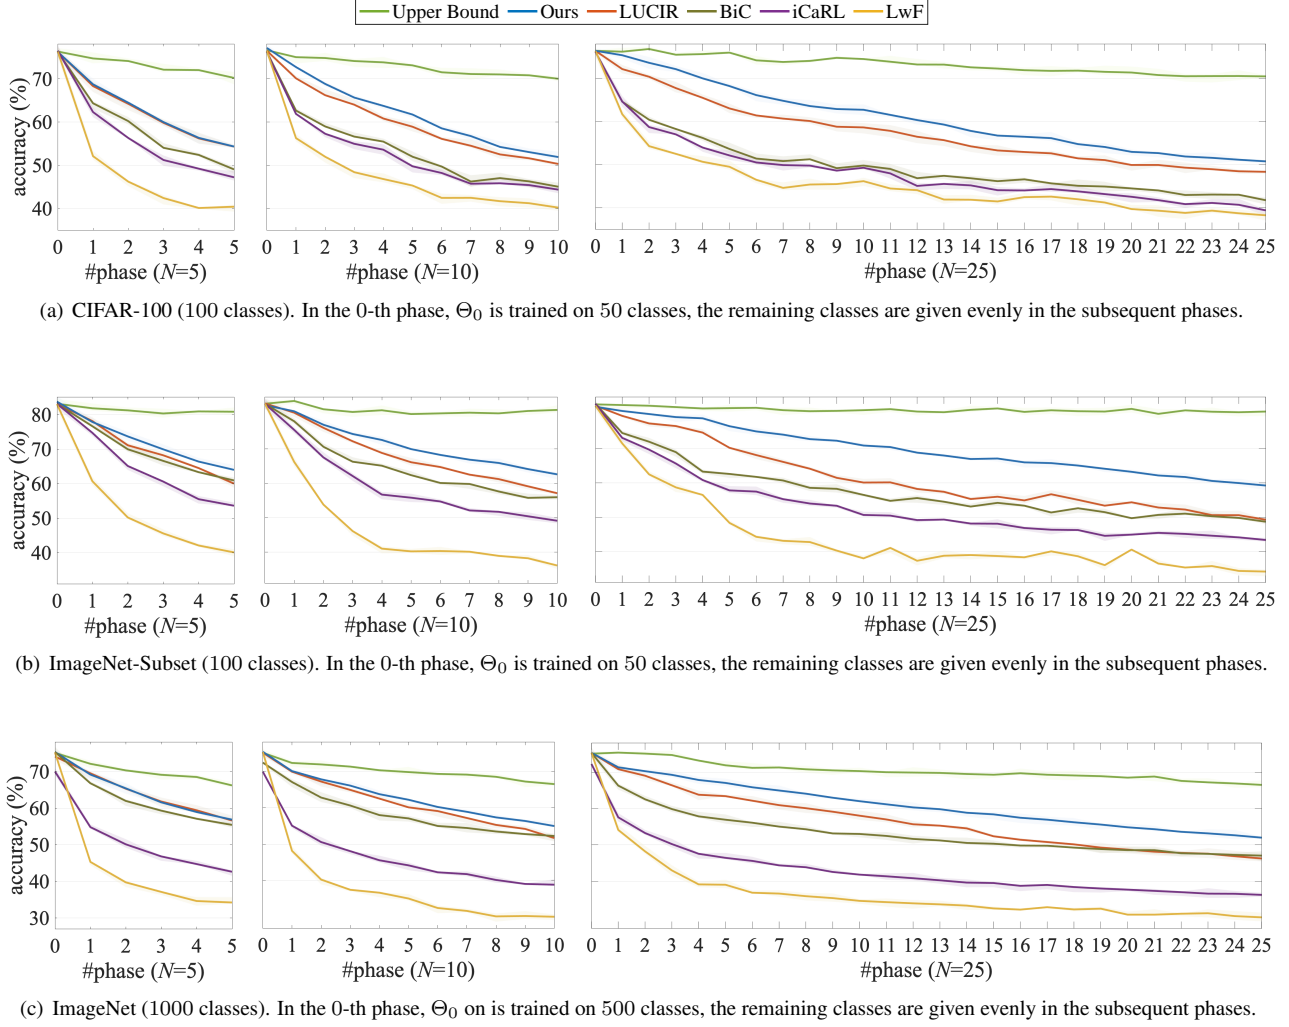 Upper Bound Ours LUCIR BiC iCaRL LwF
accuracy (%)
70
60
50
40
0 1 2 3 4 5
#phase (N=5)
0 1 2 3 4 5 6 7 8 9 10
#phase (N=10)
0 1 2 3 4 5 6 7 8 9 10 11 12 13 14 15 16 17 18 19 20 21 22 23 24 25
#phase (N=25)
(a) CIFAR-100 (100 classes). In the 0-th phase, Θ0 is trained on 50 classes, the remaining classes are given evenly in the subsequent phases.
accuracy (%)
80
70
60
50
40
0 1 2 3 4 5
#phase (N=5)
0 1 2 3 4 5 6 7 8 9 10
#phase (N=10)
0 1 2 3 4 5 6 7 8 9 10 11 12 13 14 15 16 17 18 19 20 21 22 23 24 25
#phase (N=25)
(b) ImageNet-Subset (100 classes). In the 0-th phase, Θ0 is trained on 50 classes, the remaining classes are given evenly in the subsequent phases.
accuracy (%)
70
60
50
40
30
0 1 2 3 4 5
#phase (N=5)
0 1 2 3 4 5 6 7 8 9 10
#phase (N=10)
0 1 2 3 4 5 6 7 8 9 10 11 12 13 14 15 16 17 18 19 20 21 22 23 24 25
#phase (N=25)
(c) ImageNet (1000 classes). In the 0-th phase, Θ0 on is trained on 500 classes, the remaining classes are given evenly in the subsequent phases.